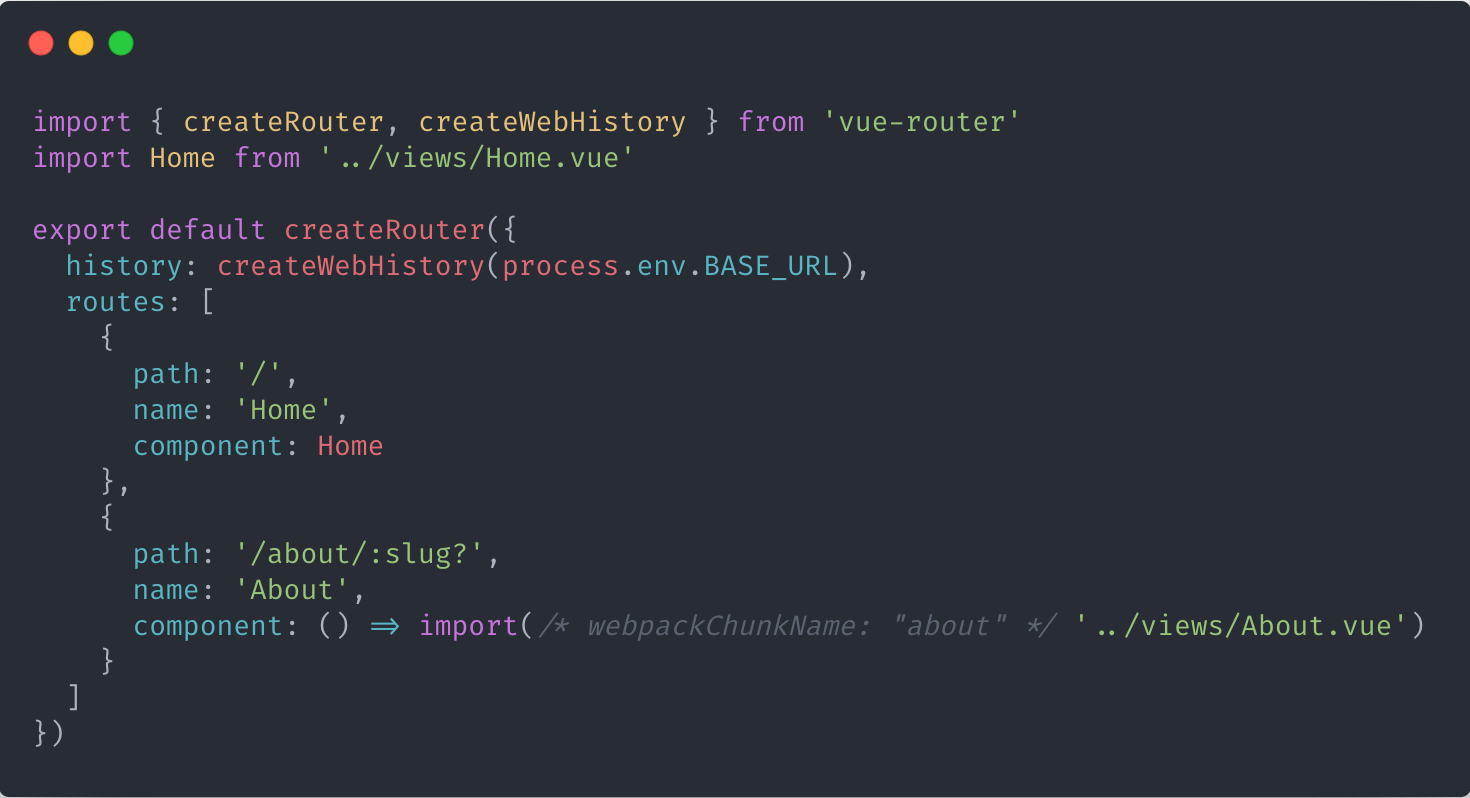 import { createRouter, createWebHistory } from 'vue-router'
import Home from '../views/Home.vue'

export default createRouter({
  history: createWebHistory(process.env.BASE_URL),
  routes: [
    {
      path: '/',
      name: 'Home',
      component: Home
    },
    {
      path: '/about/:slug?',
      name: 'About',
      component: () => import(/* webpackChunkName: "about" */ '../views/About.vue')
    }
  ]
})